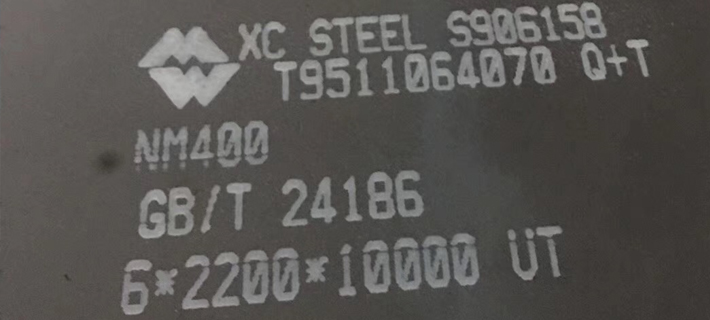 XC STEEL S906158
T9511064070 Q+T
NM400
GB/T 24186
6*2200*10000 UT